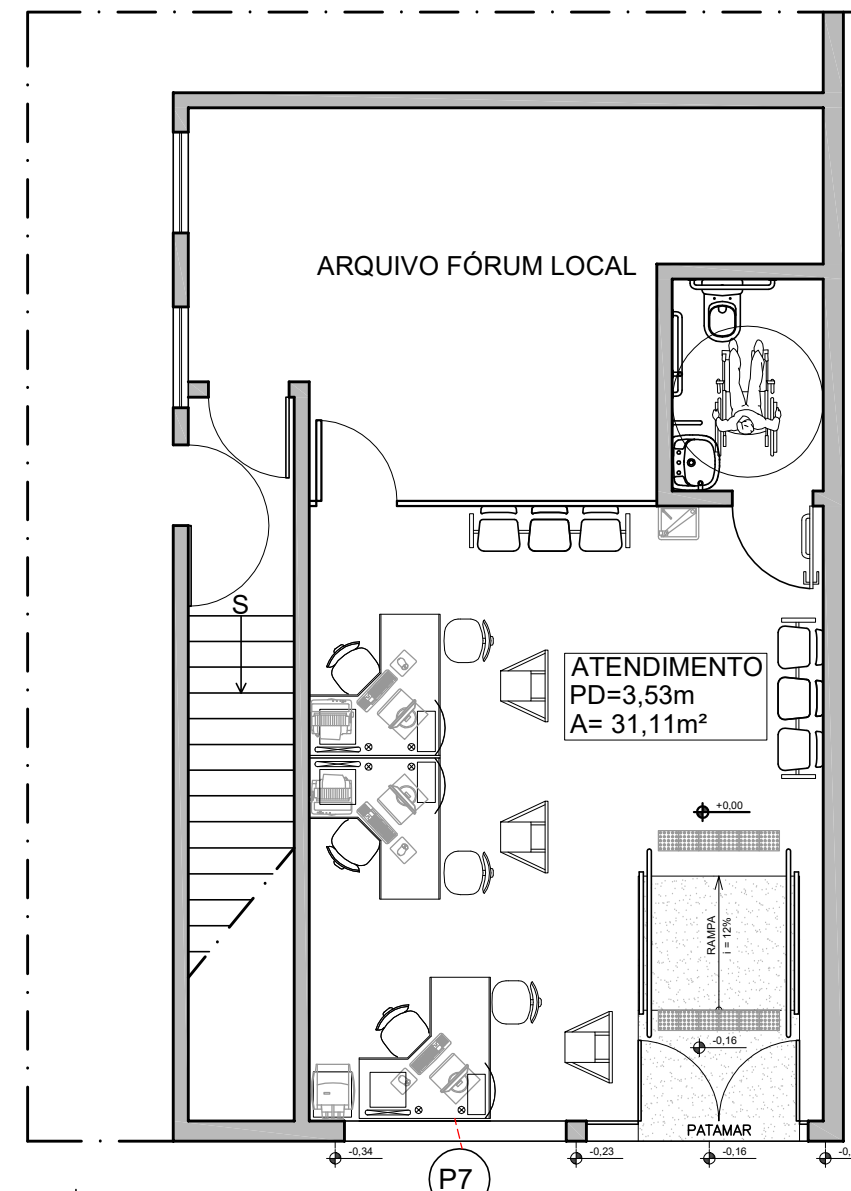 ARQUIVO FÓRUM LOCAL
S
ATENDIMENTO
PD=3,53m
A= 31,11m²
+0,00
RAMPA
i = 12%
-0,16
PATAMAR
-0,34
-0,23
-0,16
P7